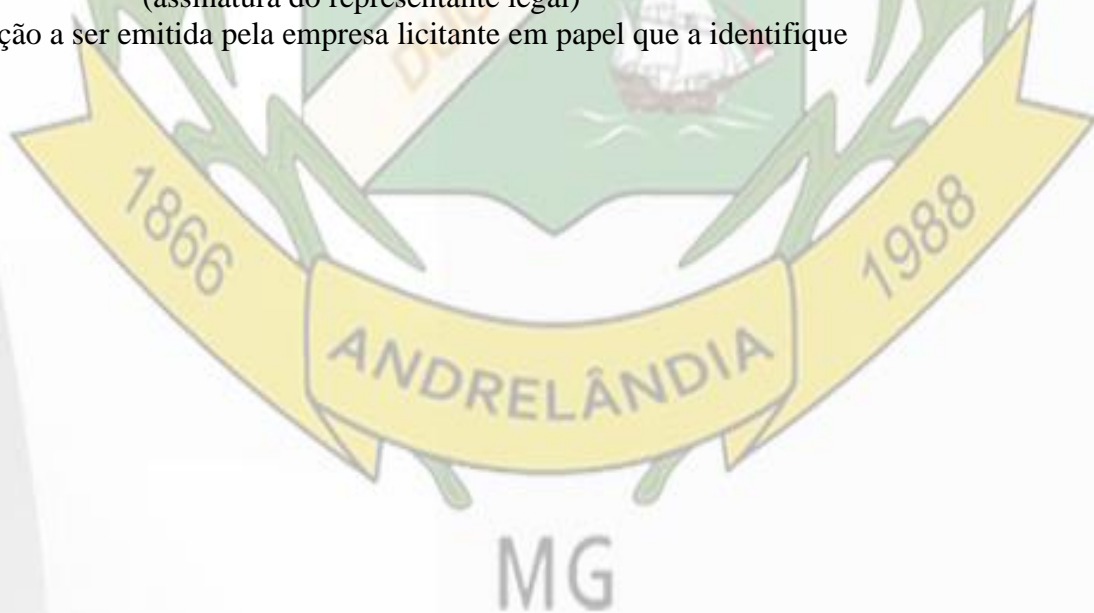 (assinatura do representante legal)
ção a ser emitida pela empresa licitante em papel que a identifique
1866
ANDRELÂNDIA
1988
MG